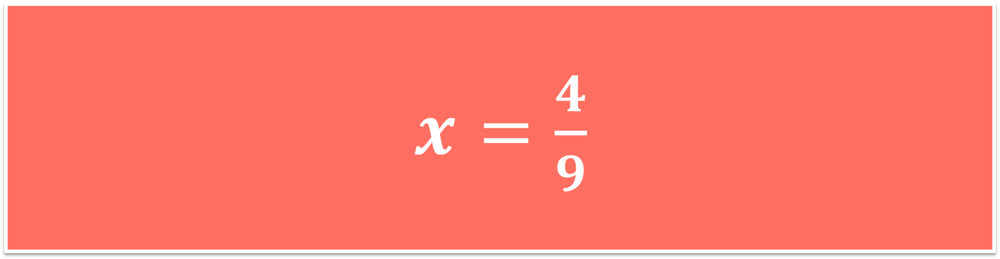 x = 4/9